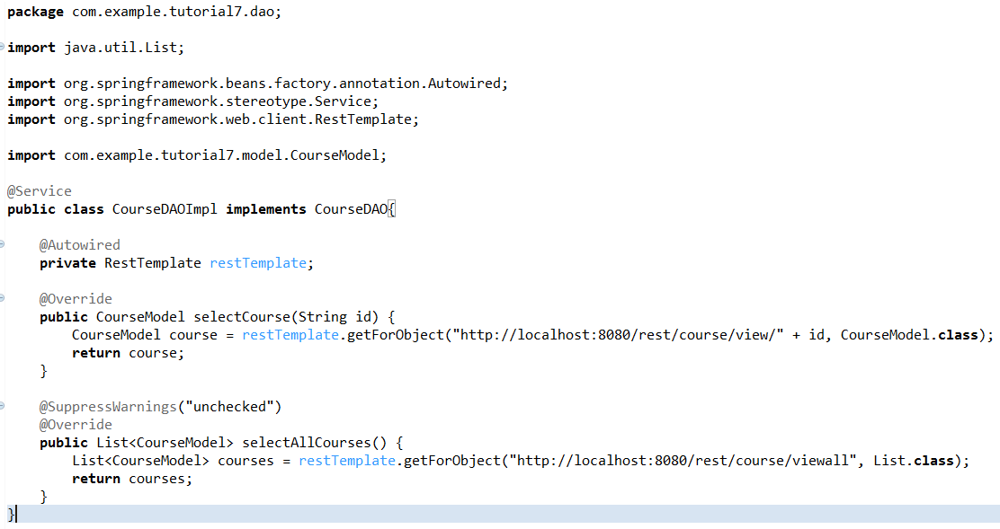 package com.example.tutorial7.dao;
import java.util.List;
import org.springframework.beans.factory.annotation.Autowired;
import org.springframework.stereotype.Service;
import org.springframework.web.client.RestTemplate;
import com.example.tutorial7.model.CourseModel;
@Service
public class CourseDAOImpl implements CourseDAO{
@Autowired
private RestTemplate restTemplate;
@Override
public CourseModel selectCourse(String id) {
CourseModel course = restTemplate.getForObject("http://localhost:8080/rest/course/view/" + id, CourseModel.class);
return course;
}
@SuppressWarnings("unchecked")
@Override
public List<CourseModel> selectAllCourses() {
List<CourseModel> courses = restTemplate.getForObject("http://localhost:8080/rest/course/viewall", List.class);
return courses;
}
}